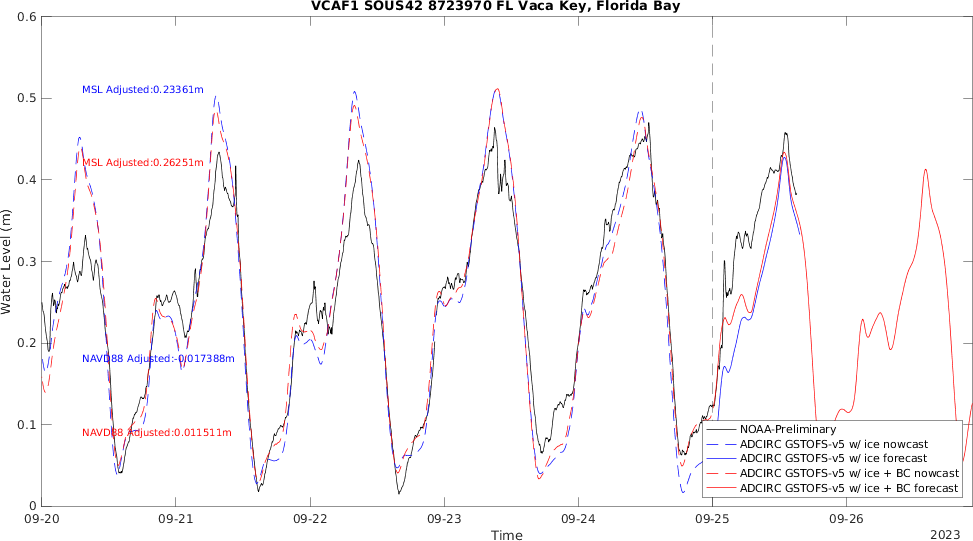 VCAF1 SOUS42 8723970 FL Vaca Key, Florida Bay
0.6
0.5
0.4
0.3
0.2
0.1
0
Water Level (m)
MSL Adjusted:0.23361m
MSL Adjusted:0.26251m
NAVD88 Adjusted:-0.017388m
NAVD88 Adjusted:0.011511m
NOAA-Preliminary
ADCIRC GSTOFS-v5 w/ ice nowcast
ADCIRC GSTOFS-v5 w/ ice forecast
ADCIRC GSTOFS-v5 w/ ice + BC nowcast
ADCIRC GSTOFS-v5 w/ ice + BC forecast
09-20 09-21 09-22 09-23 09-24 09-25 09-26
Time
2023